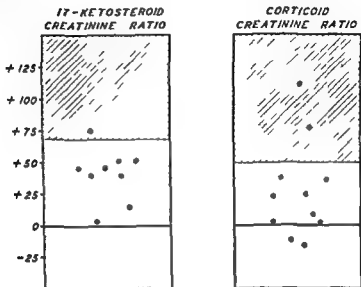 17-KETOSTEROID
CREATININE RATIO
CORTICOID
CREATININE RATIO
+125
+100
+75
+50
+25
0
-25